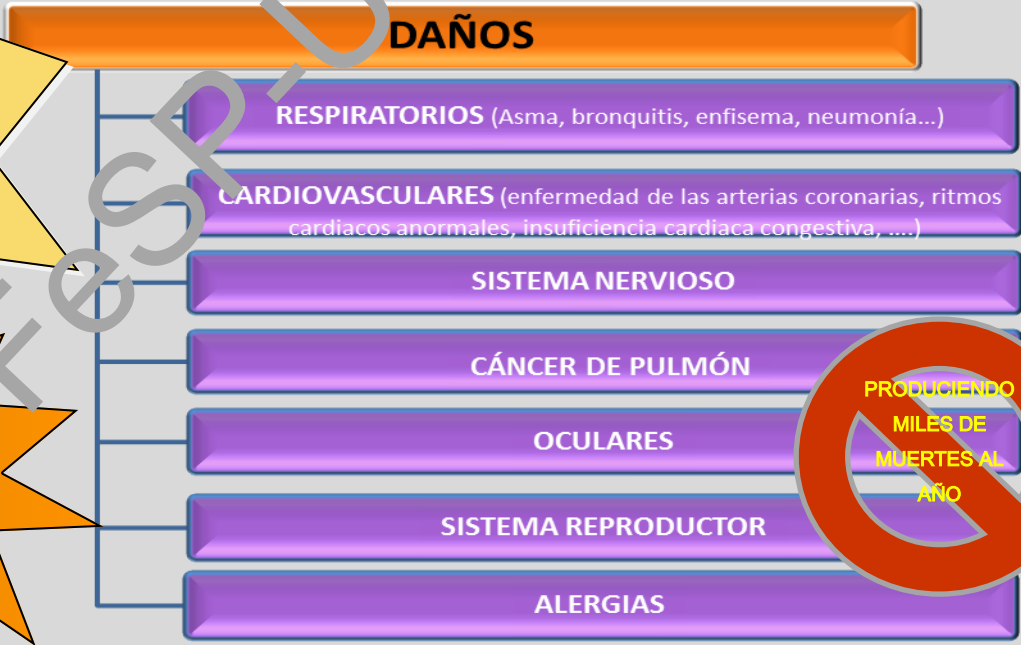 DAÑOS
RESPIRATORIOS (Asma, bronquitis, enfisema, neumonía...)
CARDIOVASCULARES (enfermedad de las arterias coronarias, ritmos
cardiacos anormales, insuficiencia cardiaca congestiva, ....)
SISTEMA NERVIOSO
CÁNCER DE PULMÓN
OCULARES
SISTEMA REPRODUCTOR
ALERGIAS
PRODUCIENDO
MILES DE
MUERTES AL
AÑO
FeSP-U